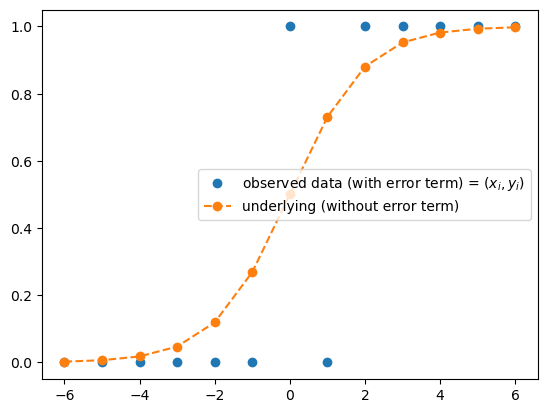 1.0
0.8
0.6
observed data (with error term) = (xᵢ, yᵢ)
underlying (without error term)
0.4
0.2
0.0
−6 −4 −2 0 2 4 6